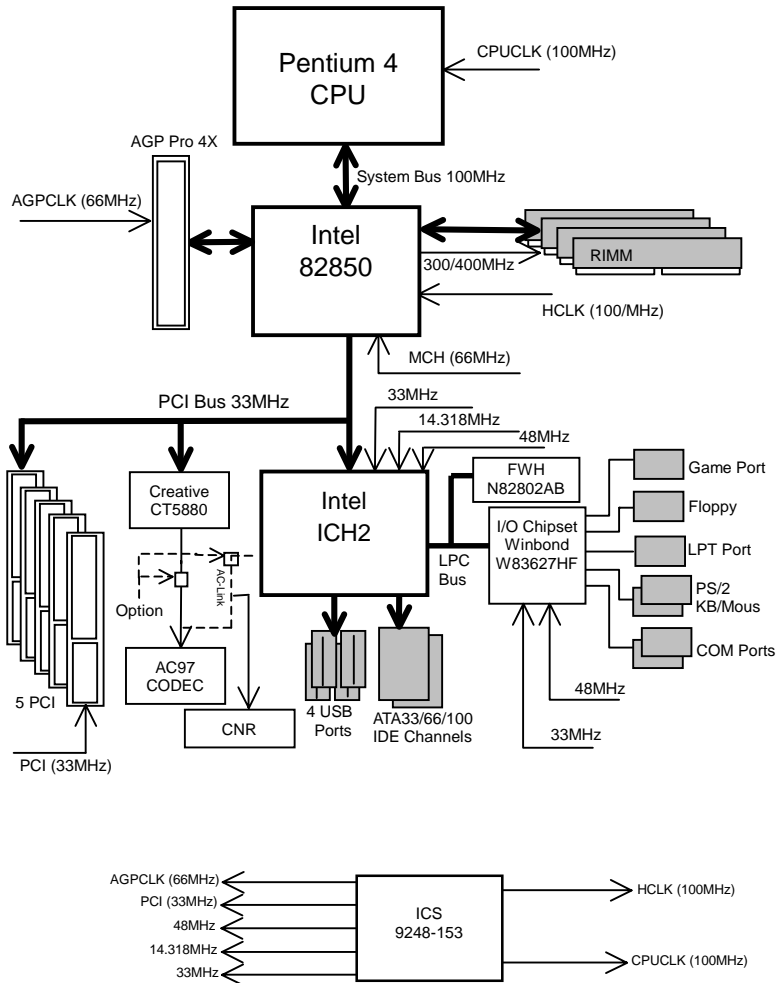 Pentium 4
CPU
CPUCLK (100MHz)
AGP Pro 4X
System Bus 100MHz
AGPCLK (66MHz)
Intel
82850
RIMM
300/400MHz
HCLK (100/MHz)
MCH (66MHz)
PCI Bus 33MHz
33MHz
14.318MHz
48MHz
Creative
CT5880
Intel
ICH2
FWH
N82802AB
I/O Chipset
Winbond
W83627HF
Game Port
Floppy
LPT Port
PS/2
KB/Mous
COM Ports
LPC
Bus
AC-Link
Option
AC97
CODEC
CNR
5 PCI
PCI (33MHz)
4 USB
Ports
ATA33/66/100
IDE Channels
48MHz
33MHz
AGPCLK (66MHz)
PCI (33MHz)
48MHz
14.318MHz
33MHz
ICS
9248-153
HCLK (100MHz)
CPUCLK (100MHz)